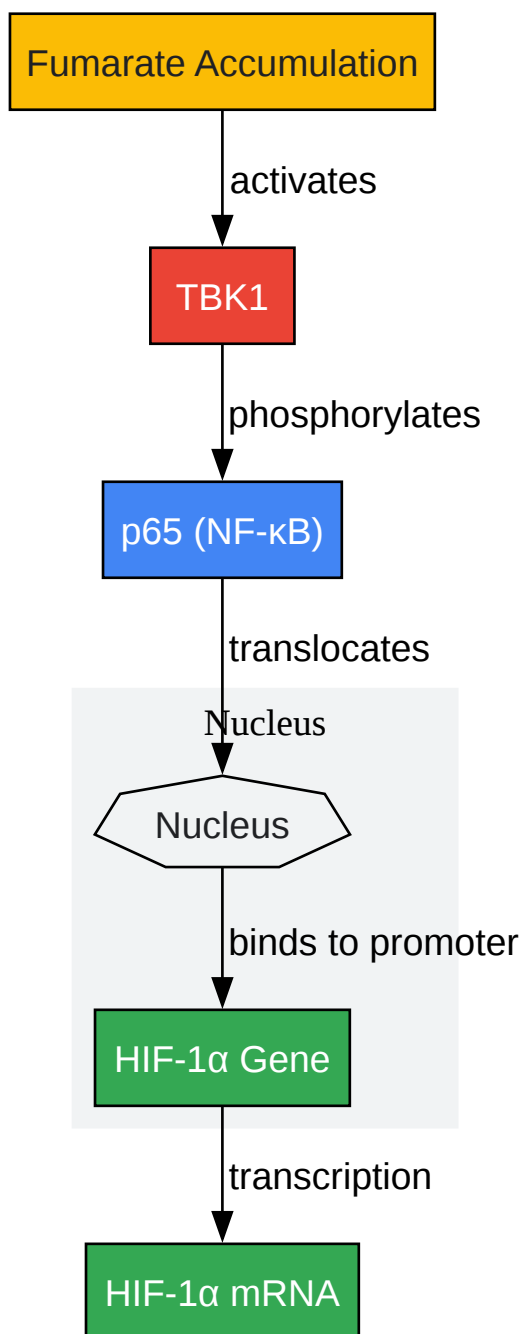 Fumarate Accumulation
activates
TBK1
phosphorylates
p65 (NF-κB)
translocates
Nucleus
Nucleus
binds to promoter
HIF-1α Gene
transcription
HIF-1α mRNA